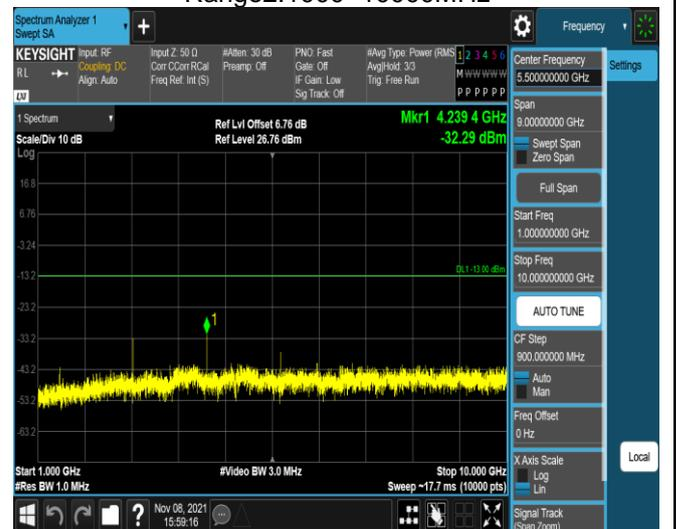 Range2:1000~10000MHz
Spectrum Analyzer 1
Swept SA
Frequency
KEYSIGHT
RL
Input: RF
Coupling: DC
Align: Auto
Input Z: 50 Ω
Corr CCorr RCal
Freq Ref: Int (S)
#Atten: 30 dB
Preamp: Off
PNO: Fast
Gate: Off
IF Gain: Low
Sig Track: Off
#Avg Type: Power (RMS
Avg|Hold: 3/3
Trig: Free Run
1 2 3 4 5 6
M W W W W W
P P P P P P
1 Spectrum
Scale/Div 10 dB
Log
Ref Lvl Offset 6.76 dB
Ref Level 26.76 dBm
Mkr1 4.239 4 GHz
-32.29 dBm
16.8
6.76
-3.24
-13.2
DL1 -13.00 dBm
-23.2
1
-33.2
-43.2
-53.2
-63.2
Start 1.000 GHz
#Res BW 1.0 MHz
#Video BW 3.0 MHz
Stop 10.000 GHz
Sweep ~17.7 ms (10000 pts)
Nov 08, 2021
15:59:16
Center Frequency
5.500000000 GHz
Settings
Span
9.00000000 GHz
Swept Span
Zero Span
Full Span
Start Freq
1.000000000 GHz
Stop Freq
10.000000000 GHz
AUTO TUNE
CF Step
900.000000 MHz
Auto
Man
Freq Offset
0 Hz
X Axis Scale
Log
Lin
Local
Signal Track
(Span Zoom)